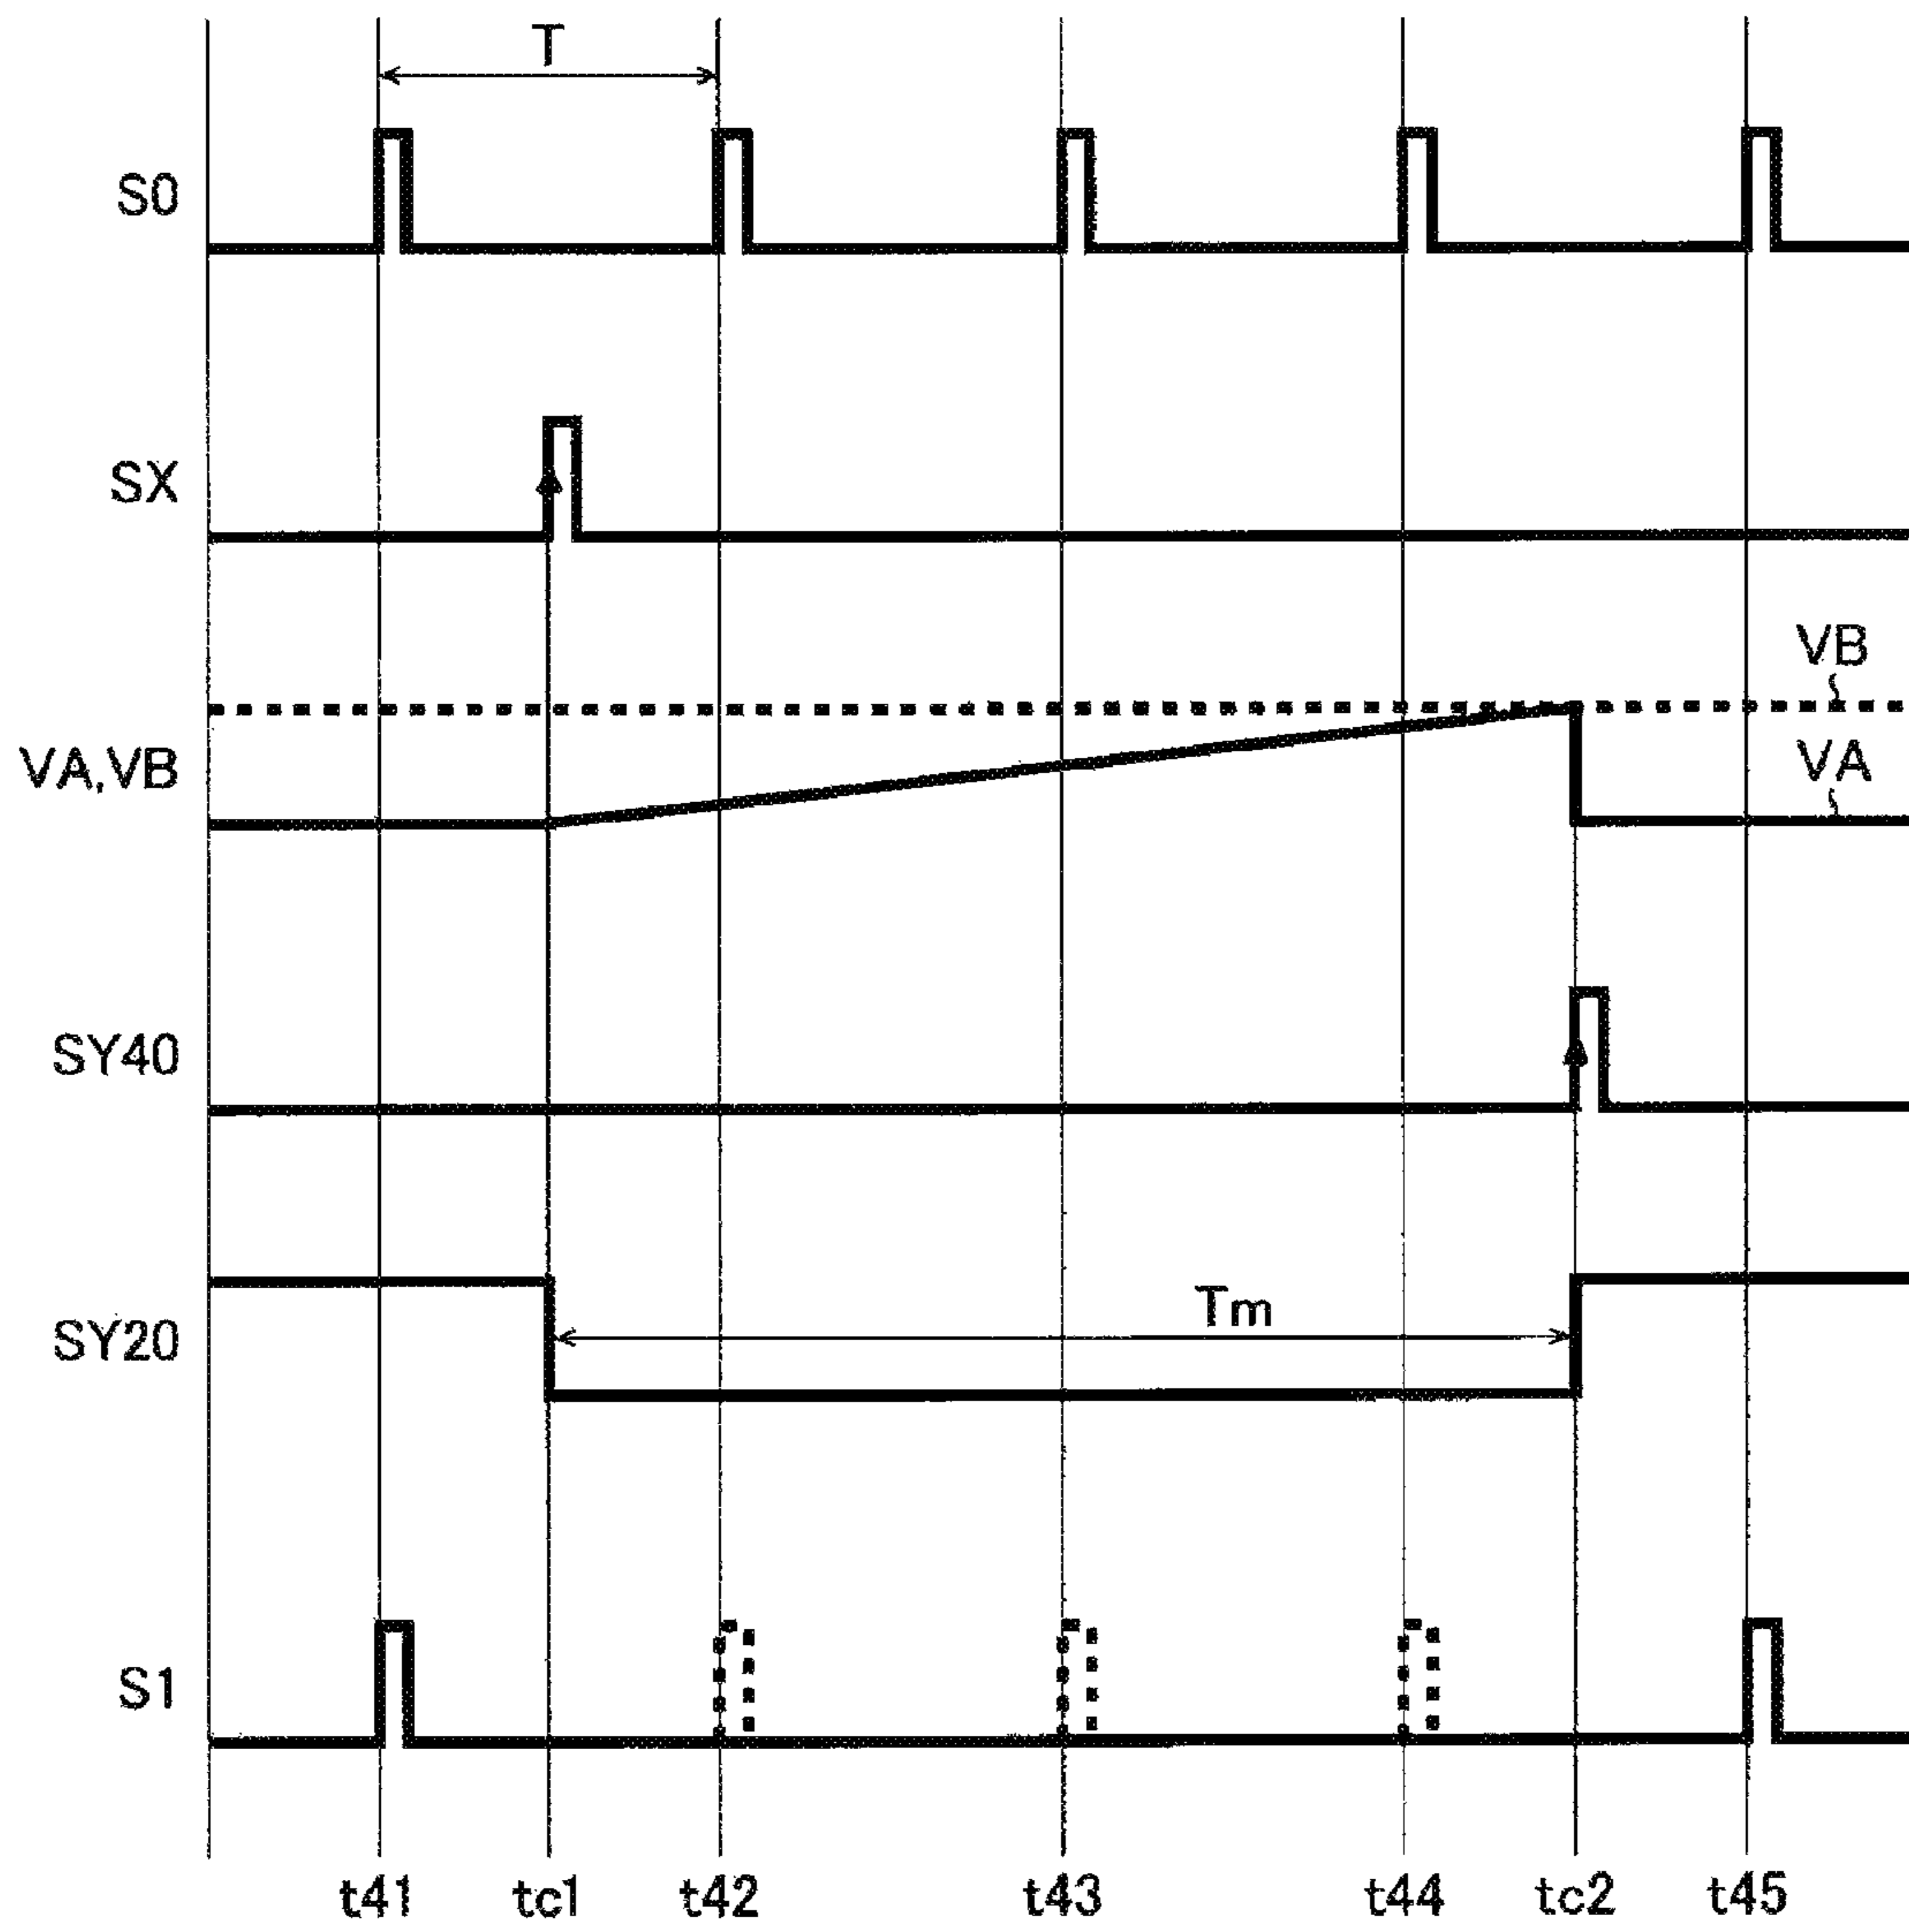 T
S0
SX
VB
VA,VB
VA
SY40
Tm
SY20
S1
t41 tc1 t42 t43 t44 tc2 t45